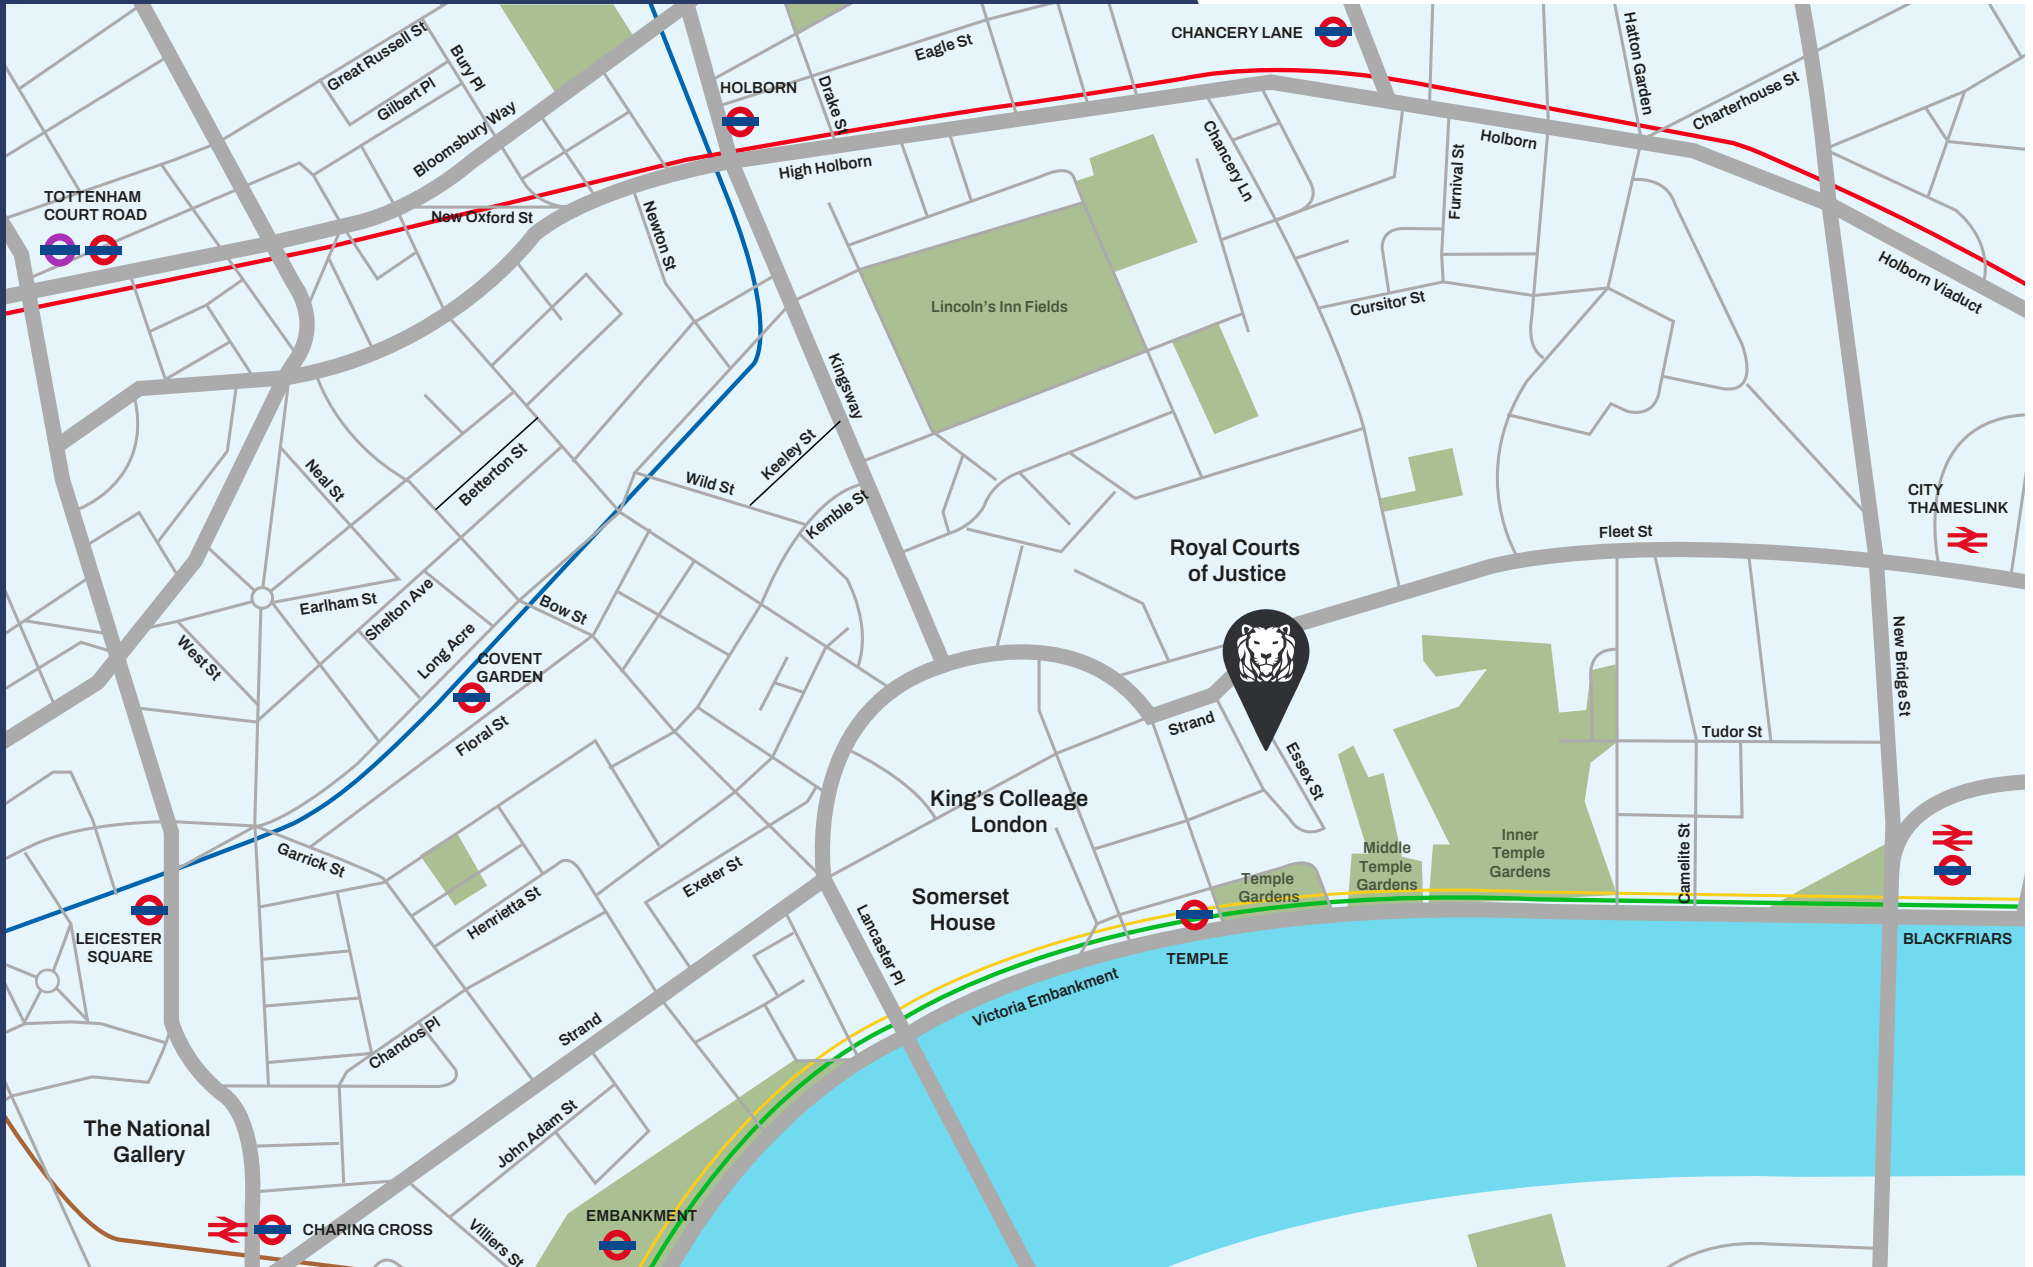 CHANCERY LANE
Great Russell St
Bury Pl
Gilbert Pl
Bloomsbury Way
Eagle St
HOLBORN
Drake St
Hatton Garden
Charterhouse St
Chancery Ln
Holborn
Furnival St
High Holborn
TOTTENHAM
COURT ROAD
New Oxford St
Newton St
Holborn Viaduct
Lincoln's Inn Fields
Cursitor St
Kingsway
Neal St
Betterton St
Wild St
Keeley St
Kemble St
CITY
THAMESLINK
Fleet St
Royal Courts
of Justice
Earlham St
Shelton Ave
Bow St
West St
Long Acre
COVENT
GARDEN
Floral St
New Bridge St
Strand
Tudor St
Essex St
King's Colleage
London
Garrick St
Exeter St
Henrietta St
Middle
Temple
Gardens
Inner
Temple
Gardens
Camelite St
Temple
Gardens
Somerset
House
Lancaster Pl
LEICESTER
SQUARE
TEMPLE
BLACKFRIARS
Victoria Embankment
Chandos Pl
Strand
The National
Gallery
John Adam St
CHARING CROSS
Villiers St
EMBANKMENT